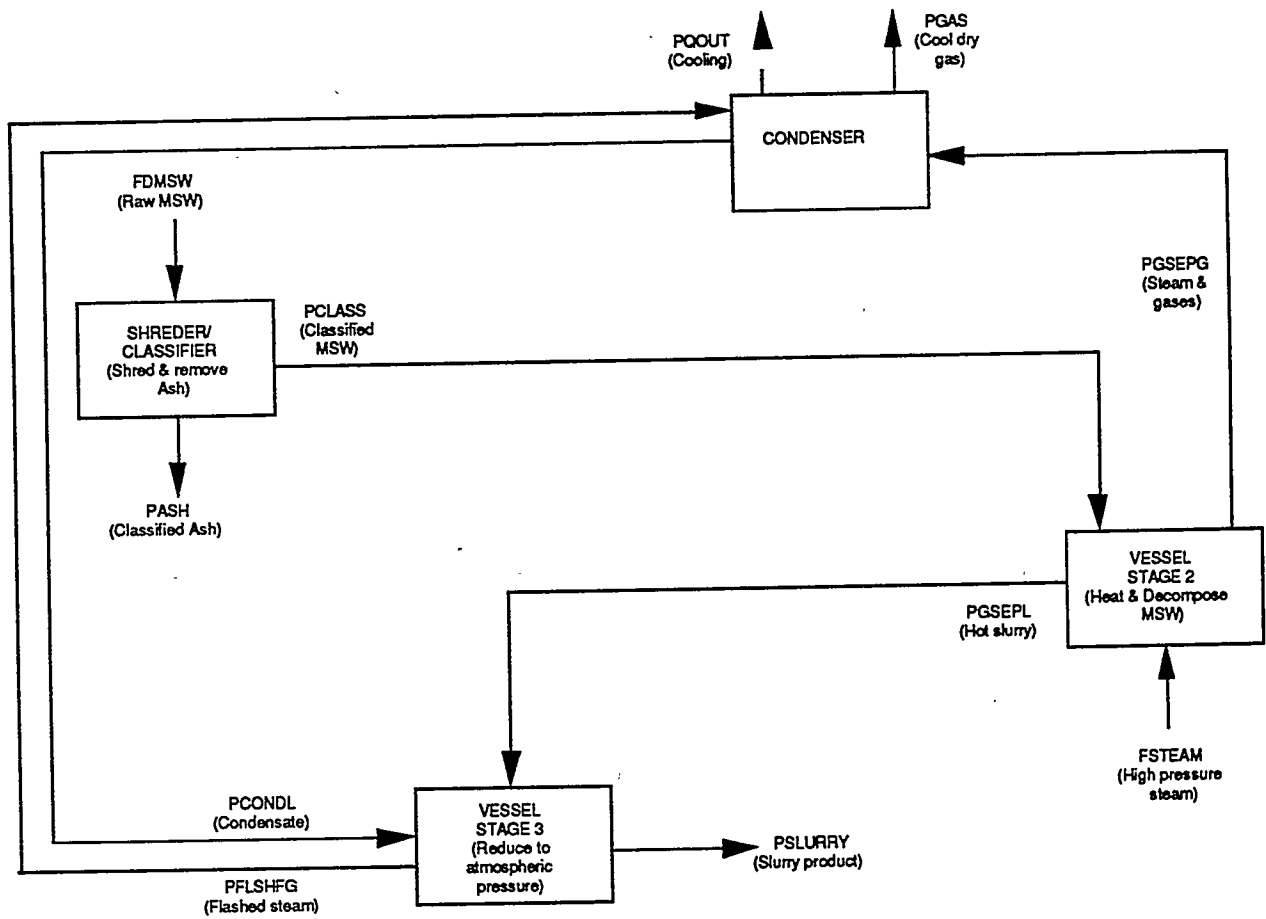 PQOUT
(Cooling)
PGAS
(Cool dry
gas)
CONDENSER
FDMSW
(Raw MSW)
PGSEPG
(Steam &
gases)
PCLASS
(Classified
MSW)
SHREDER/
CLASSIFIER
(Shred & remove
Ash)
PASH
(Classified Ash)
VESSEL
STAGE 2
(Heat & Decompose
MSW)
PGSEPL
(Hot slurry)
FSTEAM
(High pressure
steam)
PCONDL
(Condensate)
VESSEL
STAGE 3
(Reduce to
atmospheric
pressure)
PSLURRY
(Slurry product)
PFLSHFG
(Flashed steam)